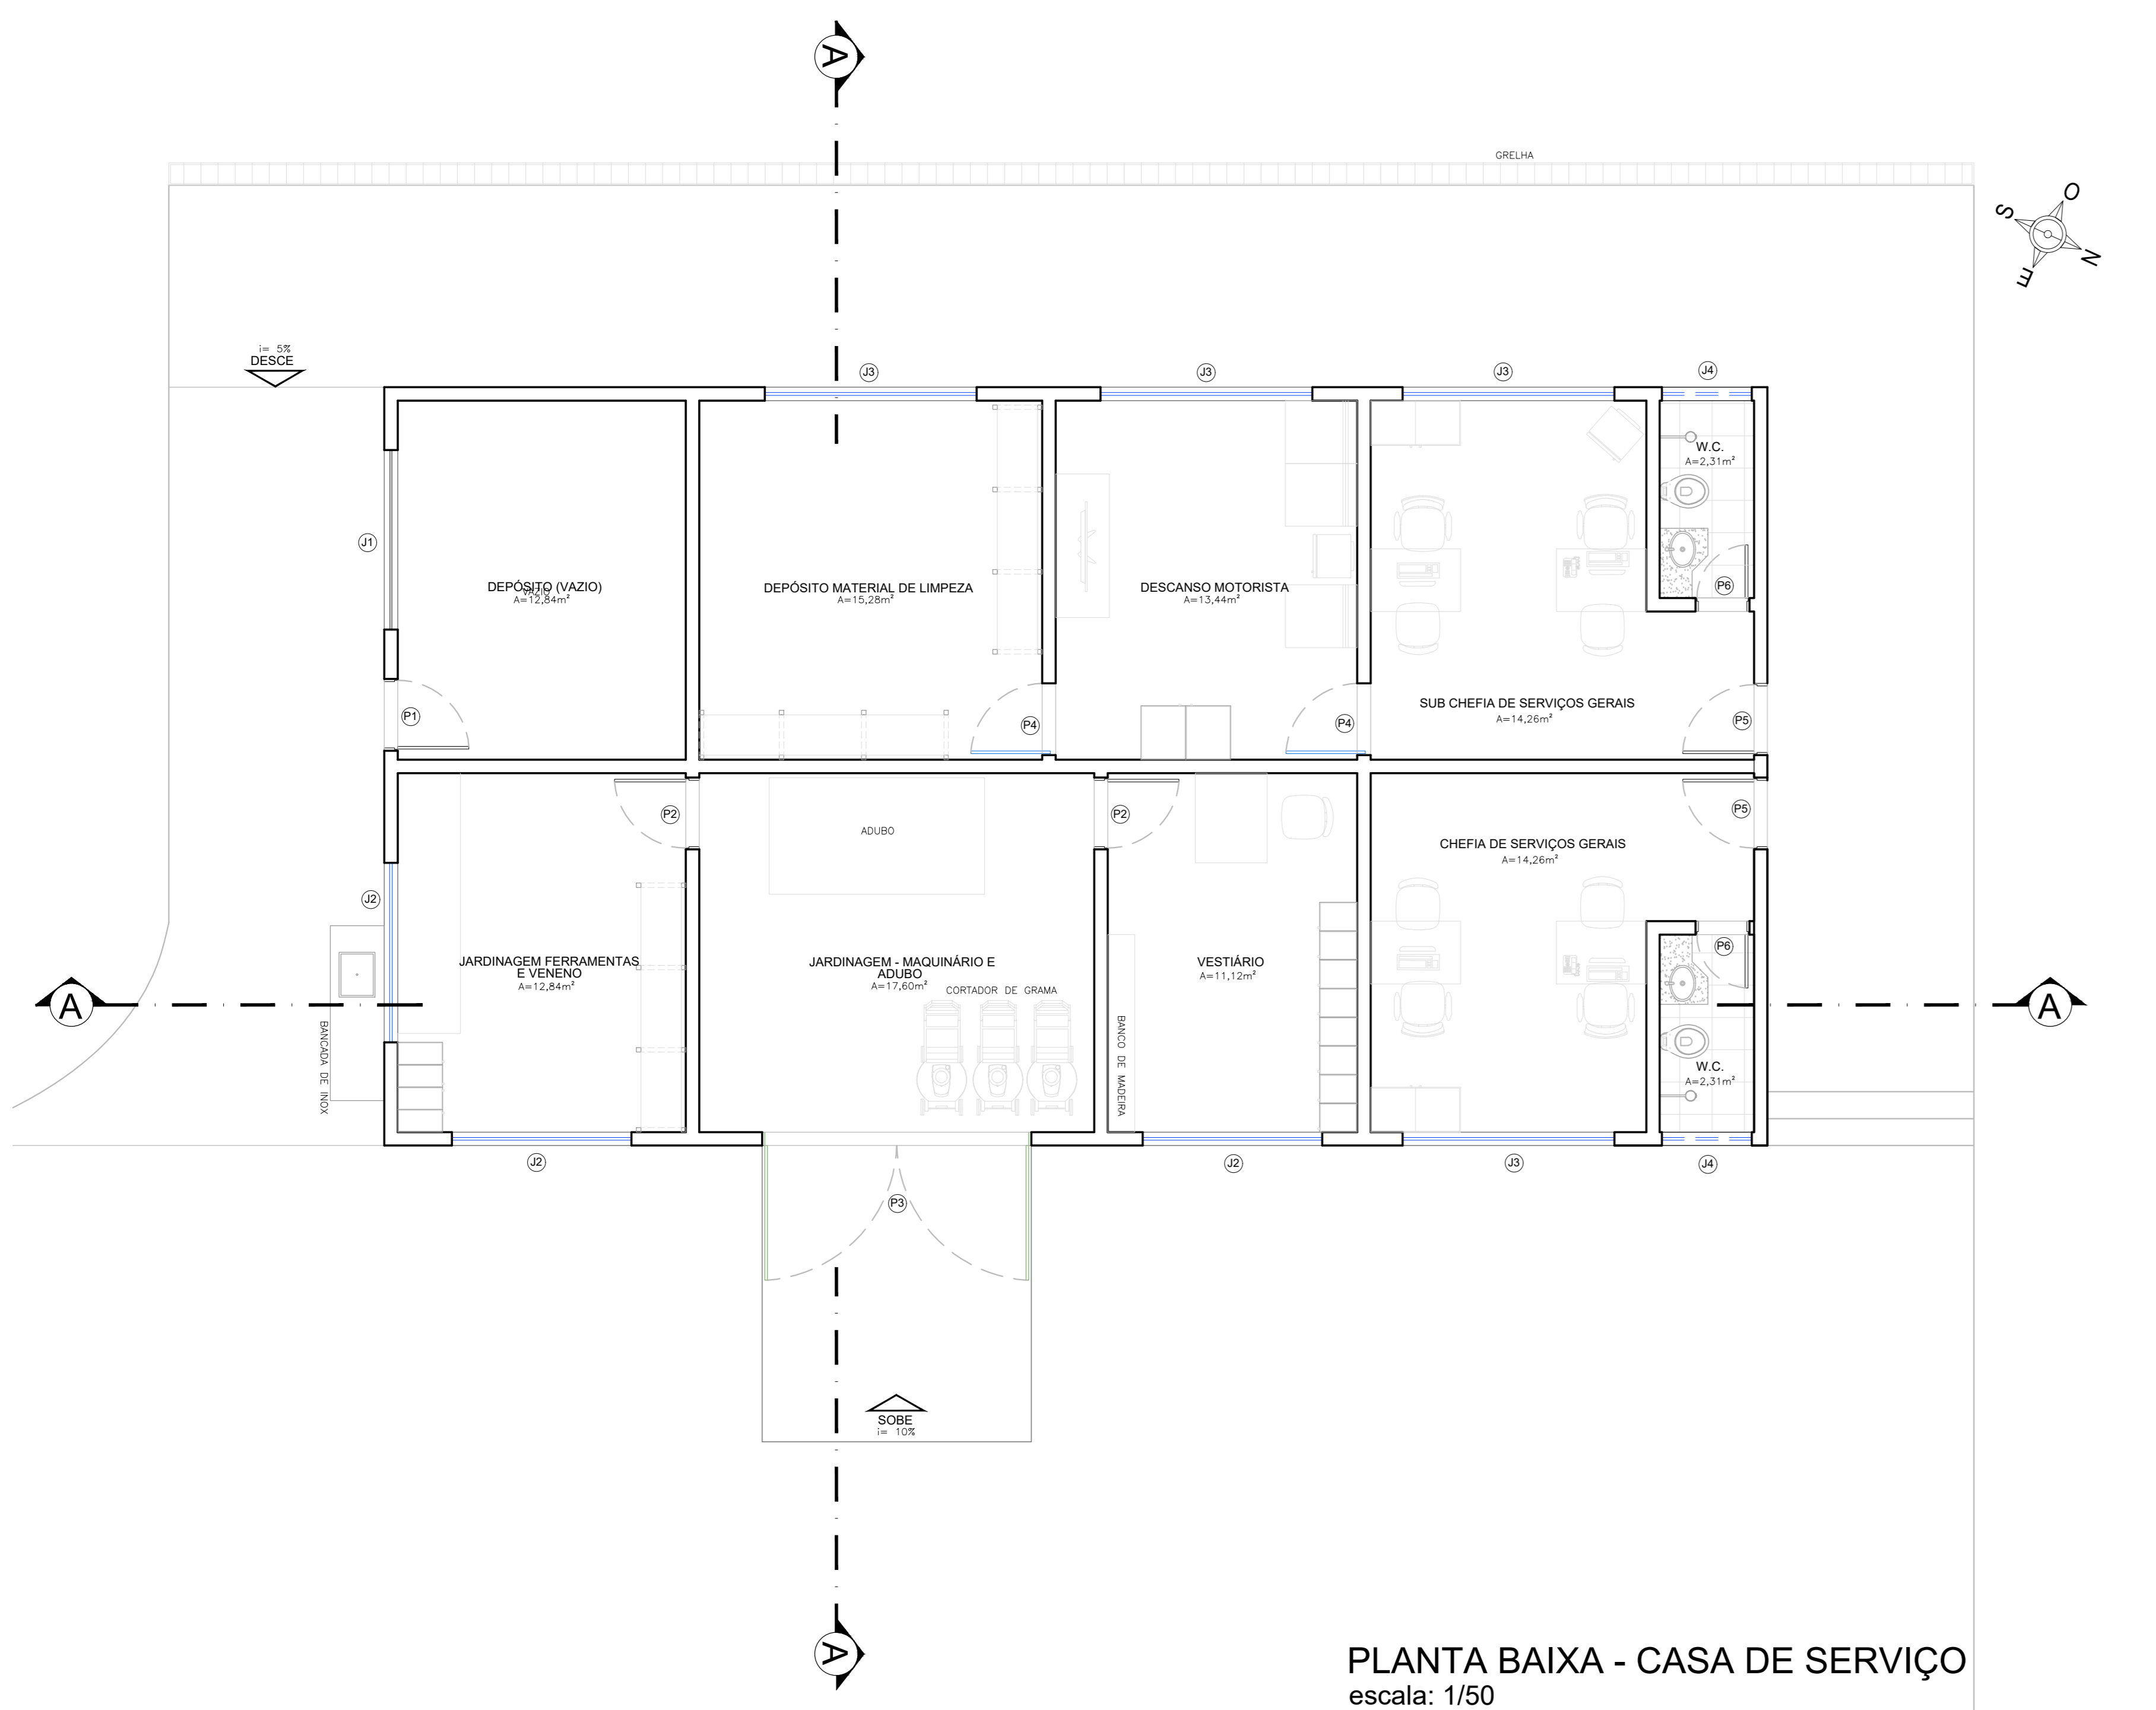 A
GRELHA
O
S
N
E
i= 5%
DESCE
J3
J3
J3
J4
W.C.
A=2,31m²
J1
DEPÓSITO (VAZIO)
VAZIO
A=12,84m²
DEPÓSITO MATERIAL DE LIMPEZA
A=15,28m²
DESCANSO MOTORISTA
A=13,44m²
P6
SUB CHEFIA DE SERVIÇOS GERAIS
A=14,26m²
P1
P4
P4
P5
P2
P2
P5
ADUBO
CHEFIA DE SERVIÇOS GERAIS
A=14,26m²
J2
P6
JARDINAGEM FERRAMENTAS
E VENENO
A=12,84m²
JARDINAGEM - MAQUINÁRIO E
ADUBO
A=17,60m²
CORTADOR DE GRAMA
VESTIÁRIO
A=11,12m²
A
A
BANCADA DE INOX
BANCO DE MADEIRA
W.C.
A=2,31m²
J2
J2
J3
J4
P3
SOBE
i= 10%
A
PLANTA BAIXA - CASA DE SERVIÇO
escala: 1/50